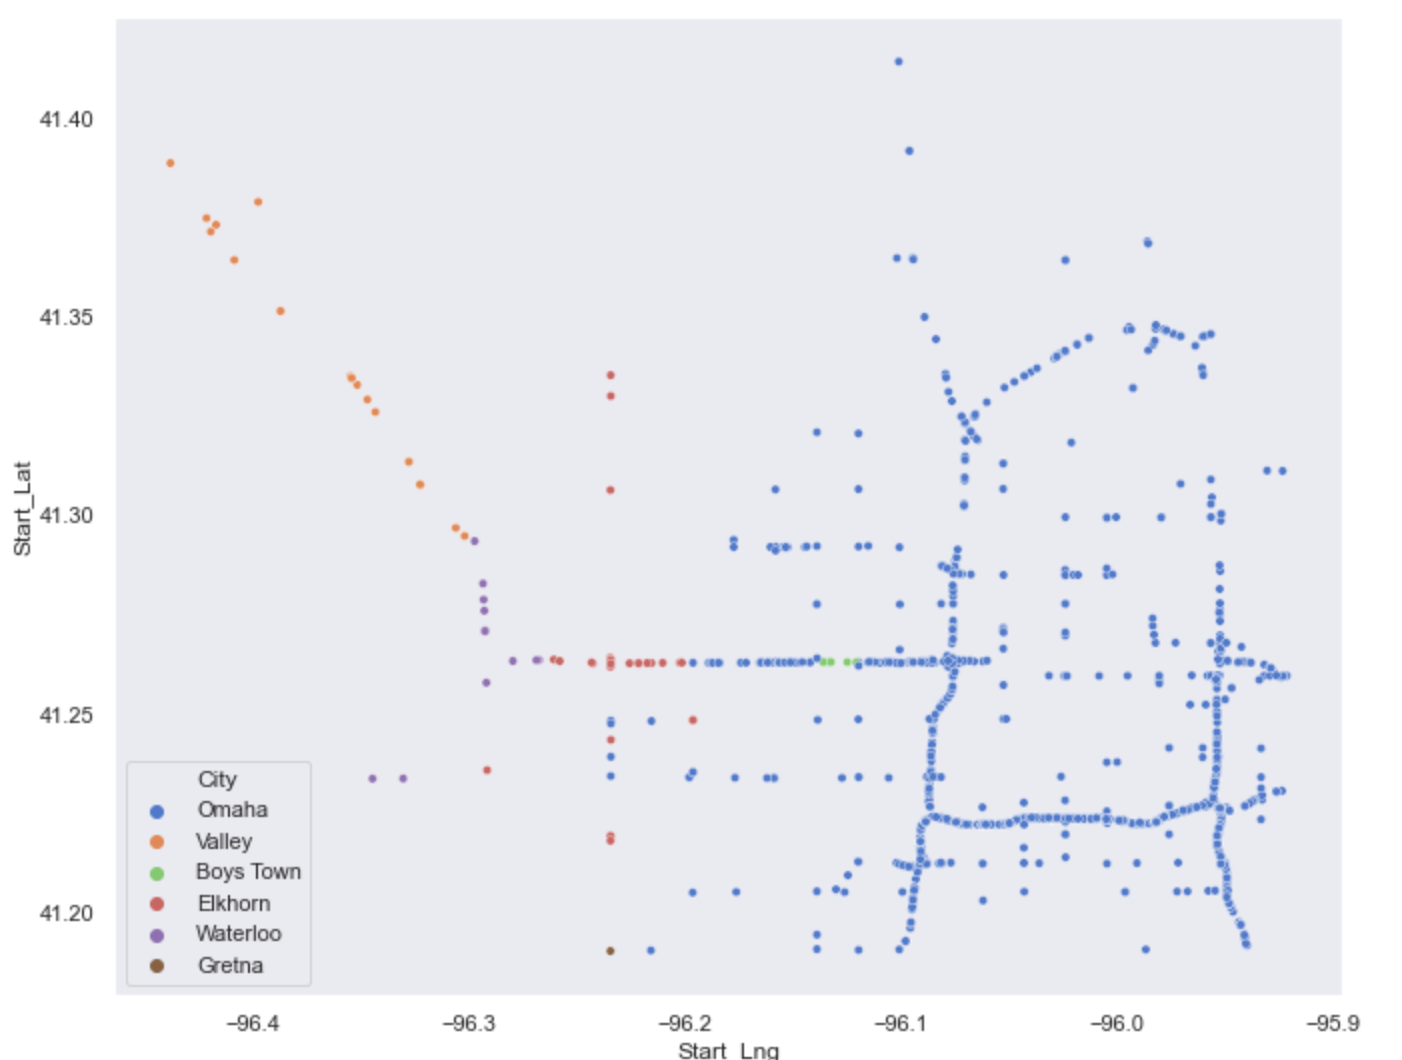 41.40
41.35
41.30
41.25
41.20
Start_Lat
City
Omaha
Valley
Boys Town
Elkhorn
Waterloo
Gretna
−96.4 −96.3 −96.2 −96.1 −96.0 −95.9
Start_Lng